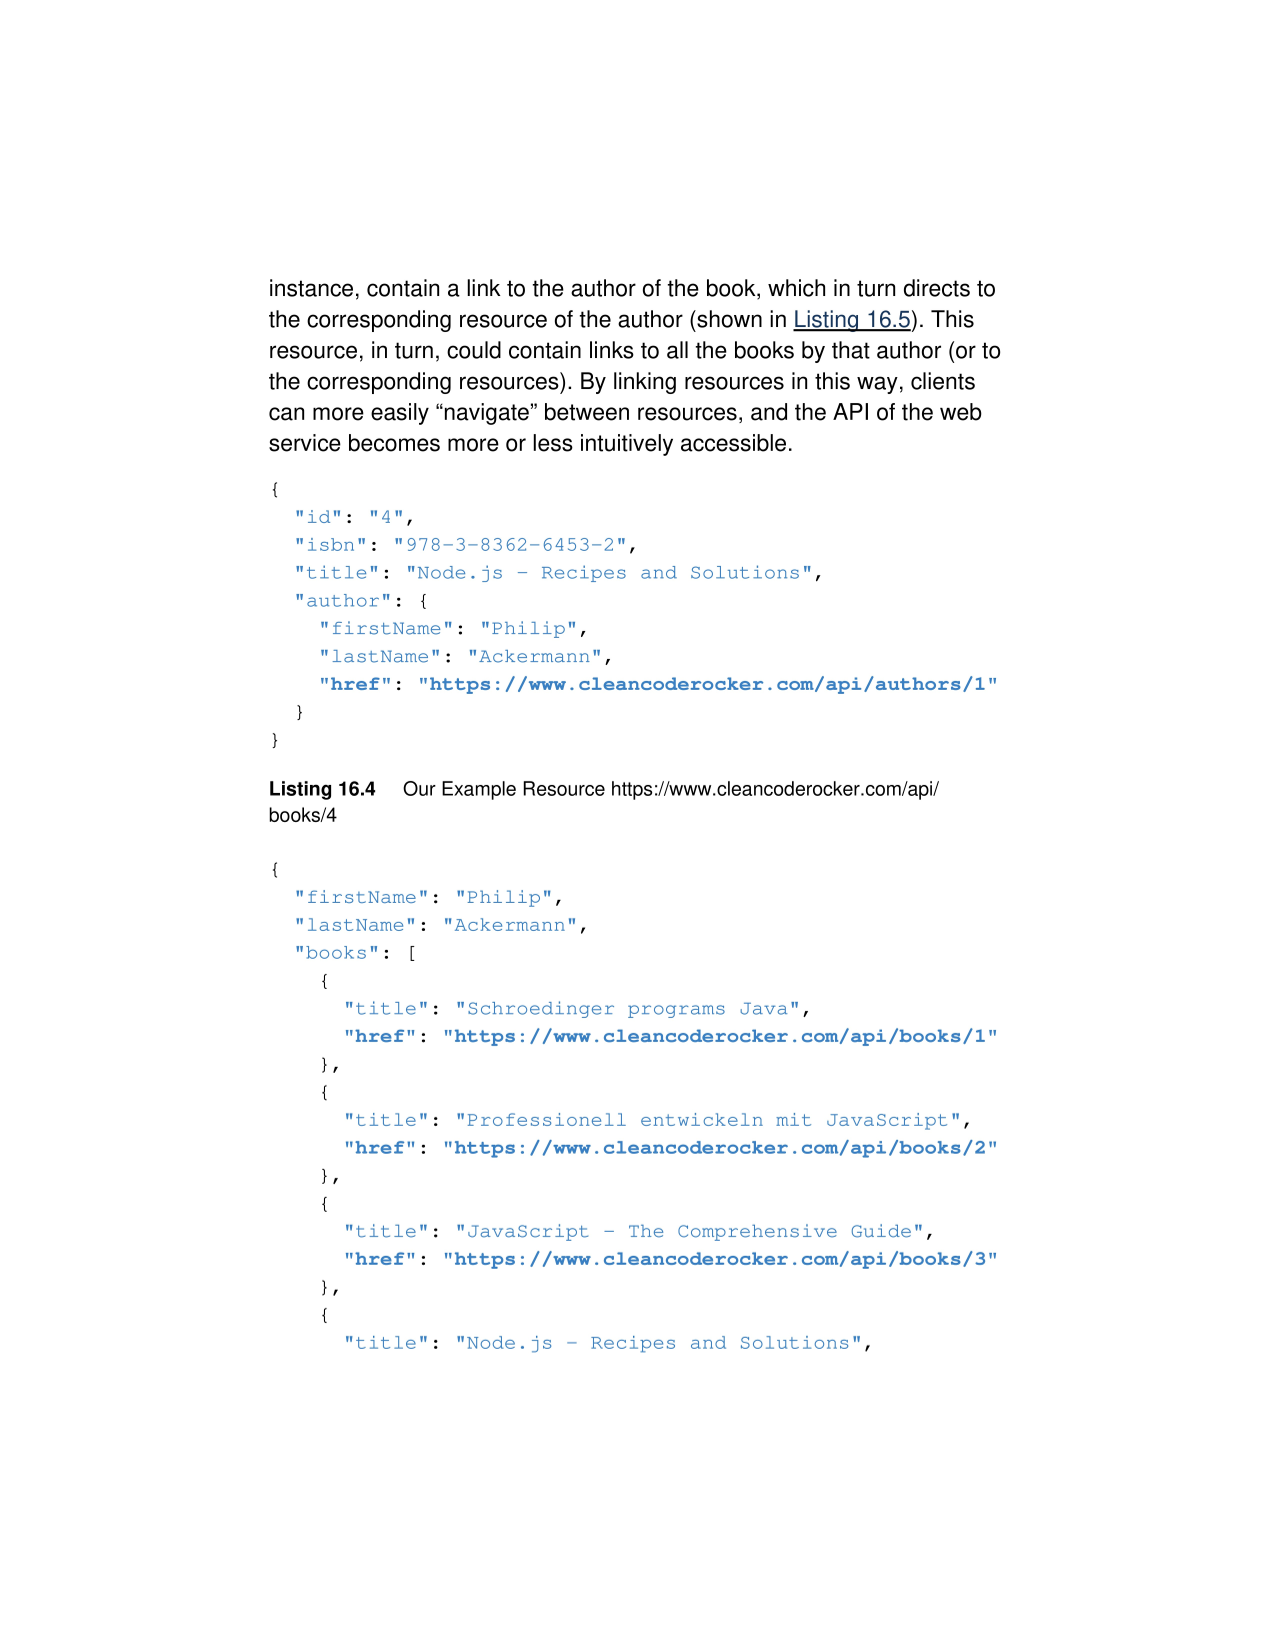 instance, contain a link to the author of the book, which in turn directs to
the corresponding resource of the author (shown in Listing 16.5). This
resource, in turn, could contain links to all the books by that author (or to
the corresponding resources). By linking resources in this way, clients
can more easily “navigate” between resources, and the API of the web
service becomes more or less intuitively accessible.
{
  "id": "4",
  "isbn": "978-3-8362-6453-2",
  "title": "Node.js - Recipes and Solutions",
  "author": {
    "firstName": "Philip",
    "lastName": "Ackermann",
    "href": "https://www.cleancoderocker.com/api/authors/1"
  }
}
Listing 16.4 Our Example Resource https://www.cleancoderocker.com/api/
books/4
{
  "firstName": "Philip",
  "lastName": "Ackermann",
  "books": [
    {
      "title": "Schroedinger programs Java",
      "href": "https://www.cleancoderocker.com/api/books/1"
    },
    {
      "title": "Professionell entwickeln mit JavaScript",
      "href": "https://www.cleancoderocker.com/api/books/2"
    },
    {
      "title": "JavaScript - The Comprehensive Guide",
      "href": "https://www.cleancoderocker.com/api/books/3"
    },
    {
      "title": "Node.js - Recipes and Solutions",